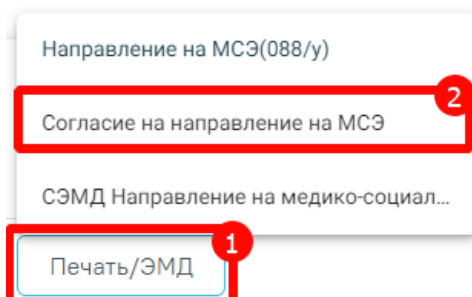 Направление на МСЭ(088/у)
2
Согласие на направление на МСЭ
СЭМД Направление на медико-социал...
1
Печать/ЭМД